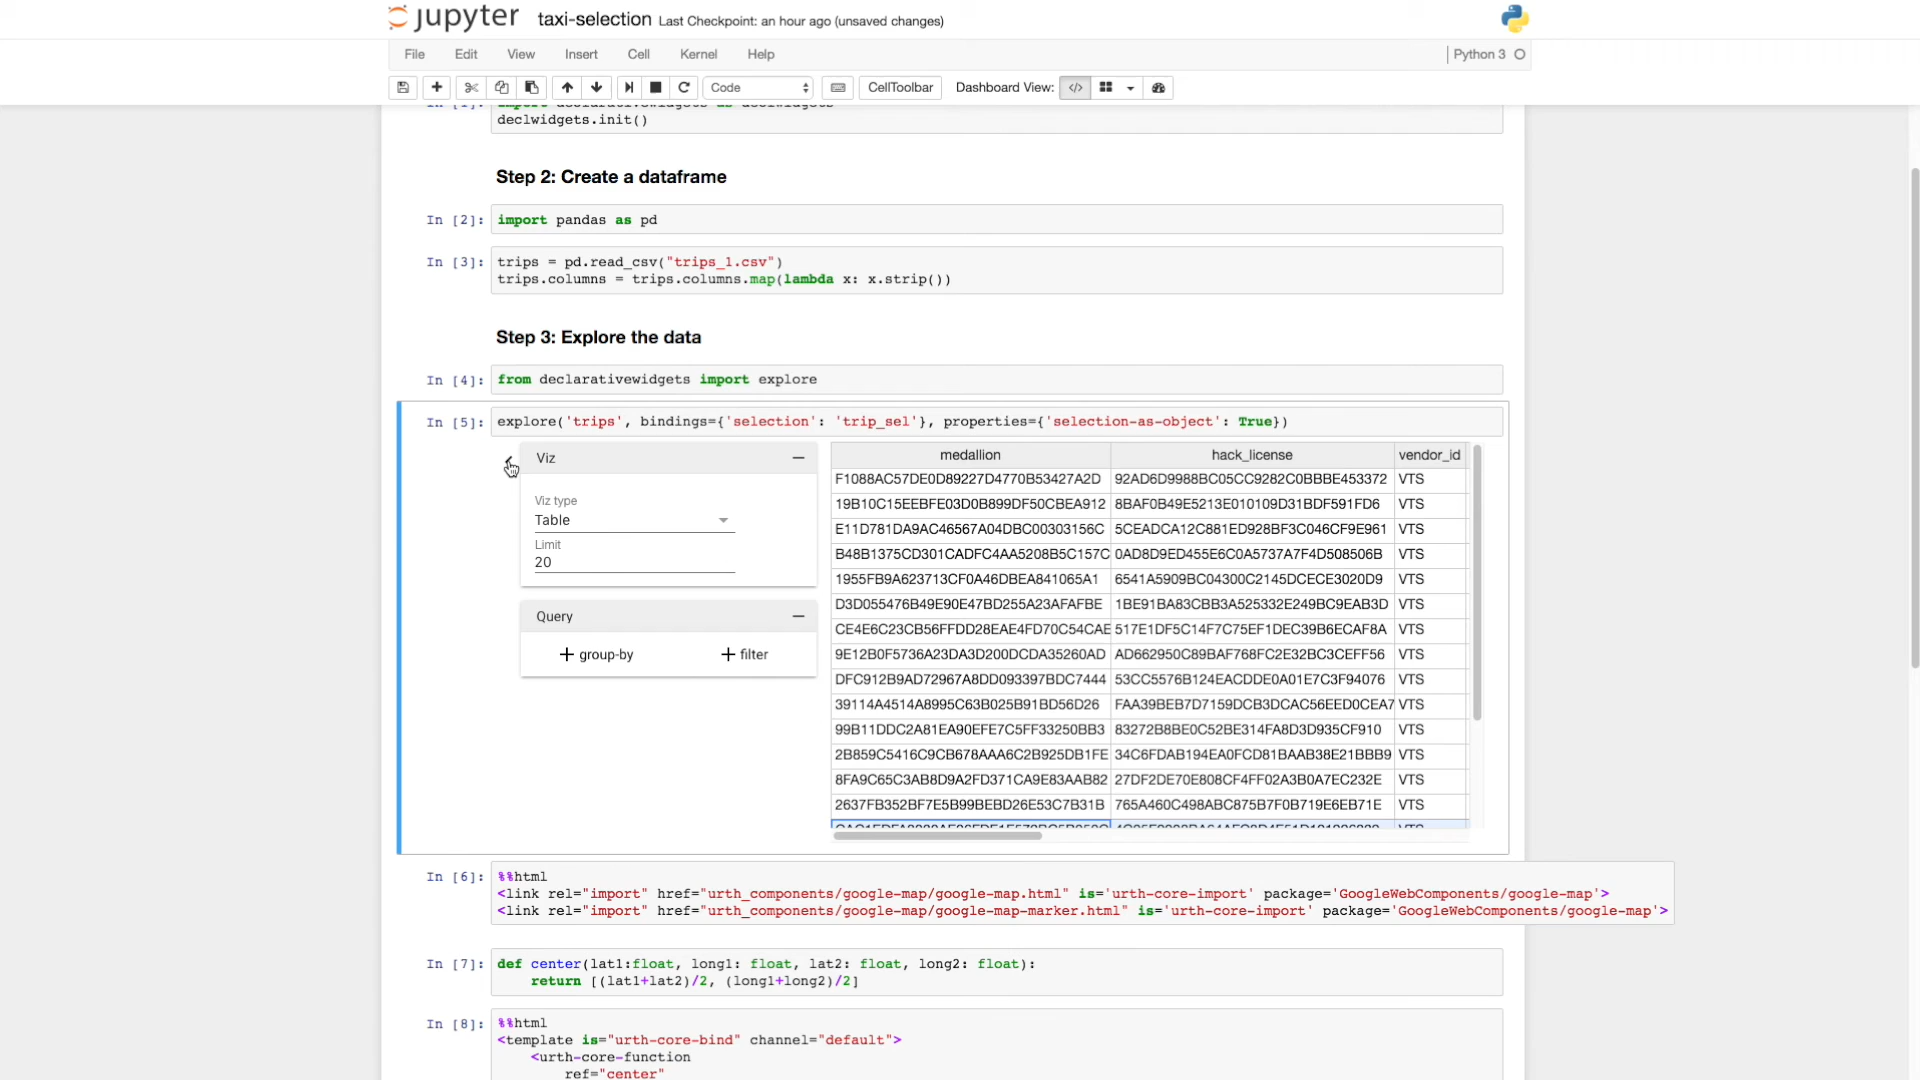 jupyter taxi-selection Last Checkpoint: an hour ago (unsaved changes)
File Edit View Insert Cell Kernel Help Python 3
Code CellToolbar Dashboard View: </>
In [1]: import declarativewidgets as declwidgets
declwidgets.init()
Step 2: Create a dataframe
In [2]: import pandas as pd
In [3]: trips = pd.read_csv("trips_1.csv")
trips.columns = trips.columns.map(lambda x: x.strip())
Step 3: Explore the data
In [4]: from declarativewidgets import explore
In [5]: explore('trips', bindings={'selection': 'trip_sel'}, properties={'selection-as-object': True})
Viz
Viz type
Table
Limit
20
Query
+ group-by + filter
medallion hack_license vendor_id
F1088AC57DE0D89227D4770B53427A2D 92AD6D9988BC05CC9282C0BBBE453372 VTS
19B10C15EEBFE03D0B899DF50CBEA912 8BAF0B49E5213E010109D31BDF591FD6 VTS
E11D781DA9AC46567A04DBC00303156C 5CEADCA12C881ED928BF3C046CF9E961 VTS
B48B1375CD301CADFC4AA5208B5C157C 0AD8D9ED455E6C0A5737A7F4D508506B VTS
1955FB9A623713CF0A46DBEA841065A1 6541A5909BC04300C2145DCECE3020D9 VTS
D3D055476B49E90E47BD255A23AFAFBE 1BE91BA83CBB3A525332E249BC9EAB3D VTS
CE4E6C23CB56FFDD28EAE4FD70C54CAE 517E1DF5C14F7C75EF1DEC39B6ECAF8A VTS
9E12B0F5736A23DA3D200DCDA35260AD AD662950C89BAF768FC2E32BC3CEFF56 VTS
DFC912B9AD72967A8DD093397BDC7444 53CC5576B124EACDDE0A01E7C3F94076 VTS
39114A4514A8995C63B025B91BD56D26 FAA39BEB7D7159DCB3DCAC56EED0CEA7 VTS
99B11DDC2A81EA90EFE7C5FF33250BB3 83272B8BE0C52BE314FA8D3D935CF910 VTS
2B859C5416C9CB678AAA6C2B925DB1FE 34C6FDAB194EA0FCD81BAAB38E21BBB9 VTS
8FA9C65C3AB8D9A2FD371CA9E83AAB82 27DF2DE70E808CF4FF02A3B0A7EC232E VTS
2637FB352BF7E5B99BEBD26E53C7B31B 765A460C498ABC875B7F0B719E6EB71E VTS
VTS
In [6]: %%html
<link rel="import" href="urth_components/google-map/google-map.html" is='urth-core-import' package='GoogleWebComponents/google-map'>
<link rel="import" href="urth_components/google-map/google-map-marker.html" is='urth-core-import' package='GoogleWebComponents/google-map'>
In [7]: def center(lat1:float, long1: float, lat2: float, long2: float):
return [(lat1+lat2)/2, (long1+long2)/2]
In [8]: %%html
<template is="urth-core-bind" channel="default">
<urth-core-function
ref="center"